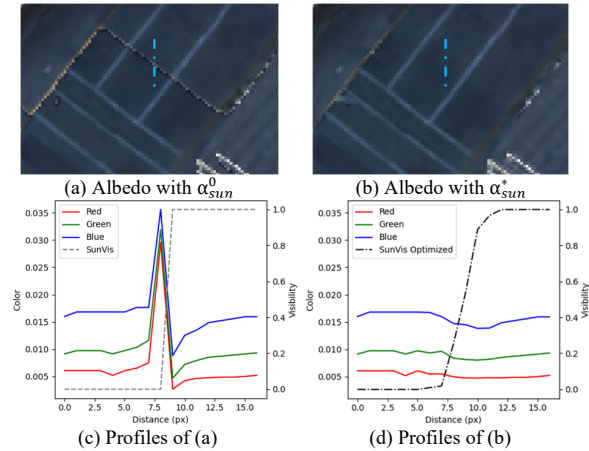 (a) Albedo with α⁰sun
(b) Albedo with α*sun
0.035
0.030
0.025
0.020
0.015
0.010
0.005
Color
Red
Green
Blue
SunVis
1.0
0.8
0.6
0.4
0.2
0.0
Visibility
0.0 2.5 5.0 7.5 10.0 12.5 15.0
Distance (px)
(c) Profiles of (a)
0.035
0.030
0.025
0.020
0.015
0.010
0.005
Color
Red
Green
Blue
SunVis Optimized
1.0
0.8
0.6
0.4
0.2
0.0
Visibility
0.0 2.5 5.0 7.5 10.0 12.5 15.0
Distance (px)
(d) Profiles of (b)